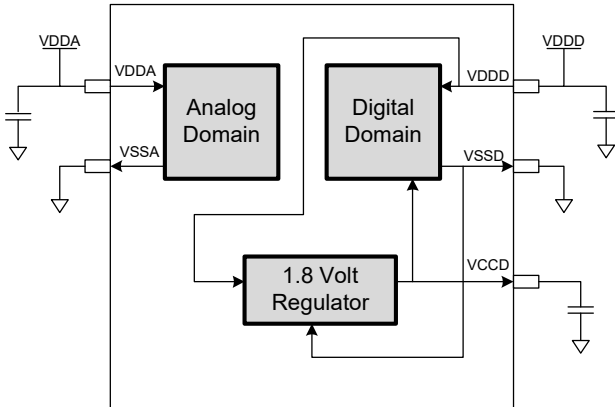 VDDA
VDDD
VDDA
VDDD
Analog
Domain
Digital
Domain
VSSA
VSSD
1.8 Volt
Regulator
VCCD